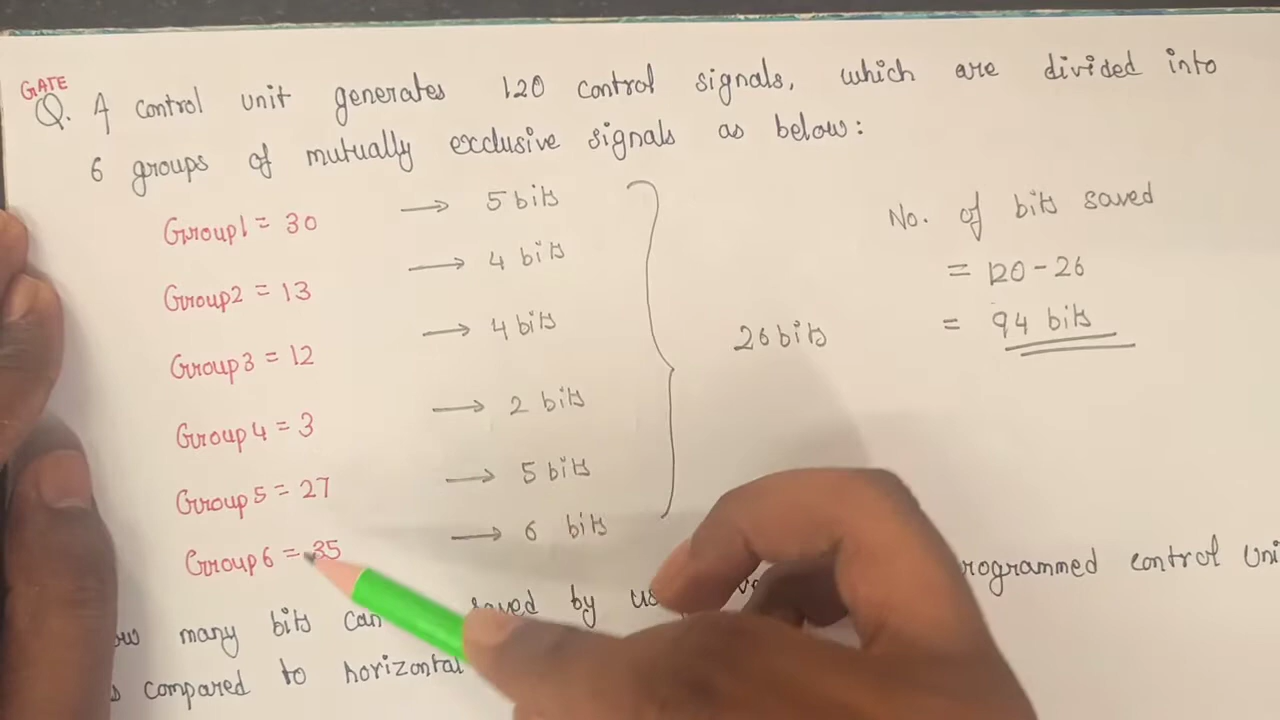 GATE
Q. A control unit generates 120 control signals, which are divided into
6 groups of mutually exclusive signals as below:
Group1 = 30 → 5 bits
Group2 = 13 → 4 bits
Group3 = 12 → 4 bits
Group4 = 3 → 2 bits
Group5 = 27 → 5 bits
Group6 = 35 → 6 bits
26 bits
No. of bits saved
= 120 - 26
= 94 bits
many bits can saved by control
compared to horizontal